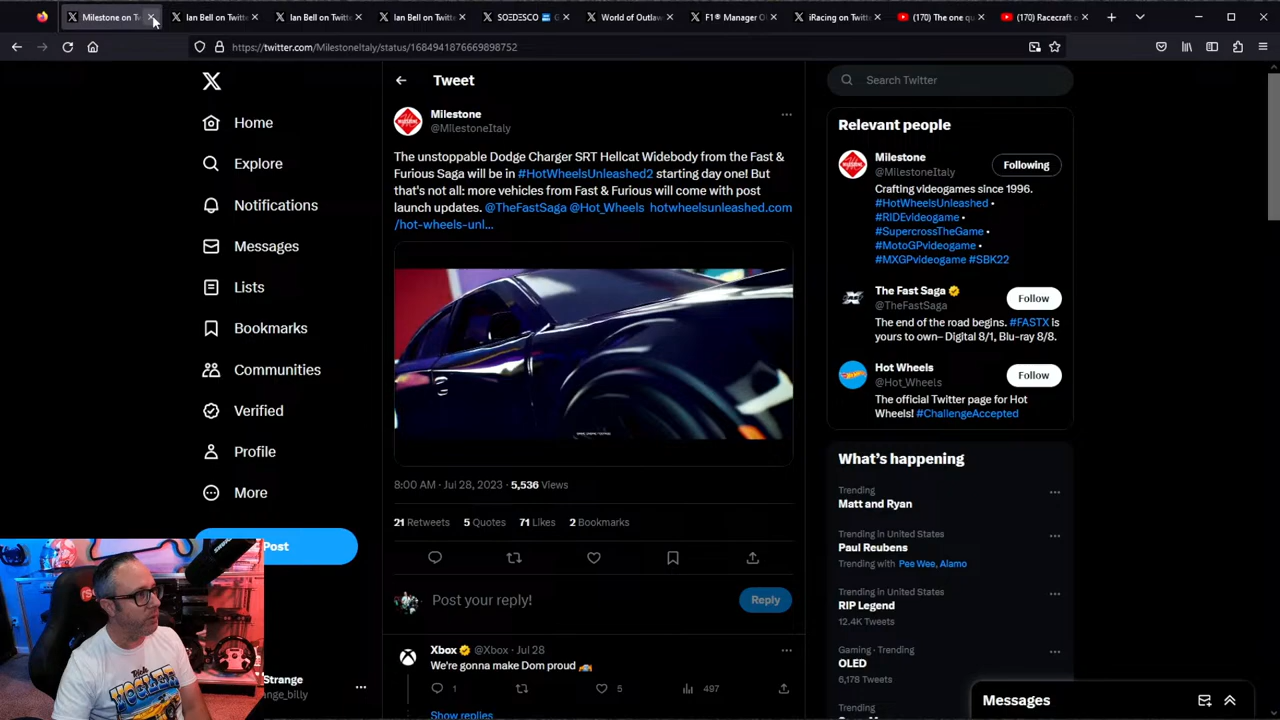 Milestone on T
Ian Bell on Twitt
Ian Bell on Twitte
Ian Bell on Twitte
SOEDESCO
World of Outlaw
F1® Manager
iRacing on Twitt
(170) The one qu
(170) Racecraft o
https://twitter.com/MilestoneItaly/status/1684941876669898752
Tweet
Search Twitter
Home
Explore
Notifications
Messages
Lists
Bookmarks
Communities
Verified
Profile
More
Post
Strange
nge_billy
Milestone
@MilestoneItaly
The unstoppable Dodge Charger SRT Hellcat Widebody from the Fast &
Furious Saga will be in #HotWheelsUnleashed2 starting day one! But
that's not all: more vehicles from Fast & Furious will come with post
launch updates. @TheFastSaga @Hot_Wheels hotwheelsunleashed.com
/hot-wheels-unl...
8:00 AM · Jul 28, 2023 · 5,536 Views
21 Retweets 5 Quotes 71 Likes 2 Bookmarks
Post your reply!
Reply
Xbox @Xbox · Jul 28
We're gonna make Dom proud
1
5
497
Show replies
Relevant people
Milestone
@MilestoneItaly
Following
Crafting videogames since 1996.
#HotWheelsUnleashed •
#RIDEvideogame •
#SupercrossTheGame •
#MotoGPvideogame •
#MXGPvideogame #SBK22
The Fast Saga
@TheFastSaga
Follow
The end of the road begins. #FASTX is
yours to own– Digital 8/1, Blu-ray 8/8.
Hot Wheels
@Hot_Wheels
Follow
The official Twitter page for Hot
Wheels! #ChallengeAccepted
What's happening
Trending
Matt and Ryan
Trending in United States
Paul Reubens
Trending with Pee Wee, Alamo
Trending in United States
RIP Legend
12.4K Tweets
Gaming · Trending
OLED
6,178 Tweets
Messages